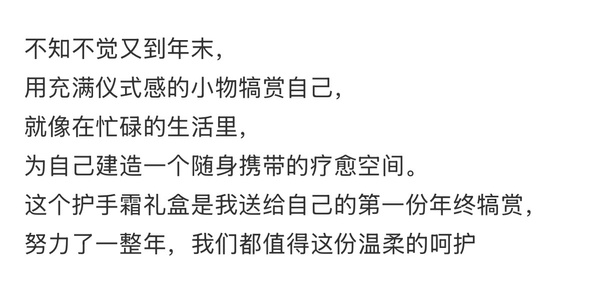 不知不觉又到年末，
用充满仪式感的小物犒赏自己，
就像在忙碌的生活里，
为自己建造一个随身携带的疗愈空间。
这个护手霜礼盒是我送给自己的第一份年终犒赏，
努力了一整年，我们都值得这份温柔的呵护